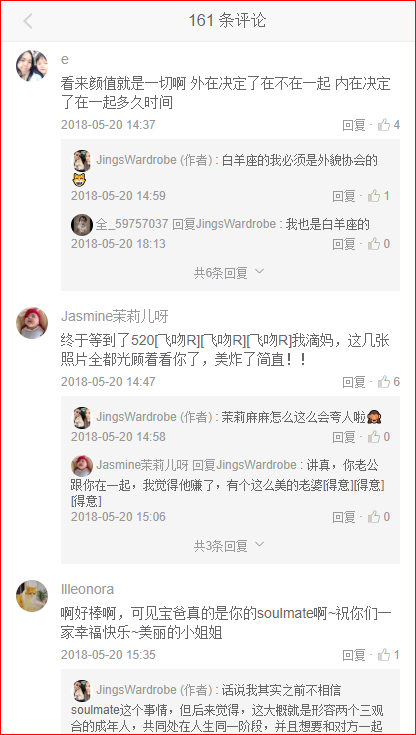 161 条评论
e
看来颜值就是一切啊 外在决定了在不在一起 内在决定
了在一起多久时间
2018-05-20 14:37
回复 · 4
JingsWardrobe (作者) : 白羊座的我必须是外貌协会的
2018-05-20 14:59
回复 · 1
全_59757037 回复JingsWardrobe : 我也是白羊座的
2018-05-20 18:13
回复 · 0
共6条回复
Jasmine茉莉儿呀
终于等到了520[飞吻R][飞吻R][飞吻R]我滴妈，这几张
照片全都光顾着看你了，美炸了简直！！
2018-05-20 14:47
回复 · 6
JingsWardrobe (作者) : 茉莉麻麻怎么这么会夸人啦
2018-05-20 14:58
回复 · 0
Jasmine茉莉儿呀 回复JingsWardrobe : 讲真，你老公
跟你在一起，我觉得他赚了，有个这么美的老婆[得意][得意]
[得意]
2018-05-20 15:06
回复 · 0
共3条回复
Illeonora
啊好棒啊，可见宝爸真的是你的soulmate啊~祝你们一
家幸福快乐~美丽的小姐姐
2018-05-20 15:35
回复 · 1
JingsWardrobe (作者) : 话说我其实之前不相信
soulmate这个事情，但后来觉得，这大概就是形容两个三观
合的成年人，共同处在人生同一阶段，并且想要和对方一起